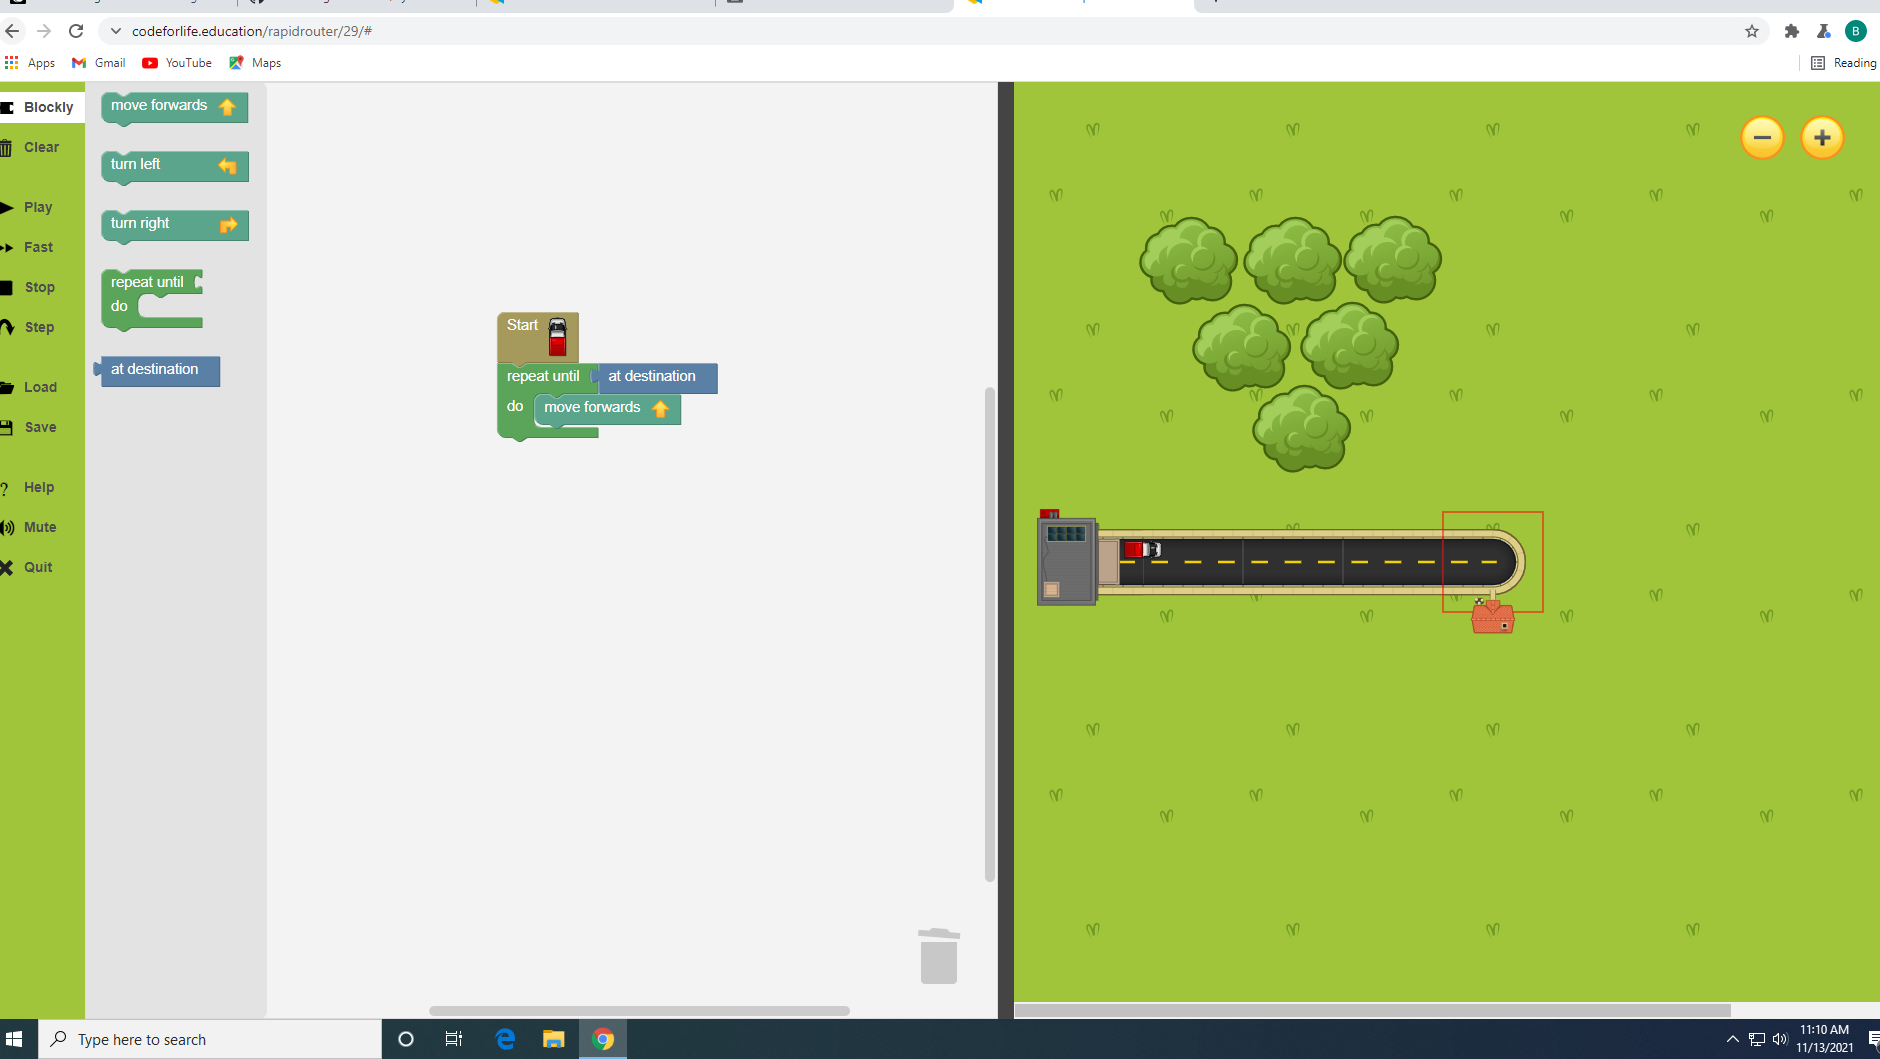 codeforlife.education/rapidrouter/29/#
B
Apps
Gmail
YouTube
Maps
Reading
Blockly
Clear
Play
Fast
Stop
Step
Load
Save
? Help
Mute
Quit
move forwards
turn left
turn right
repeat until
do
at destination
Start
repeat until at destination
do move forwards
Type here to search
11:10 AM
11/13/2021